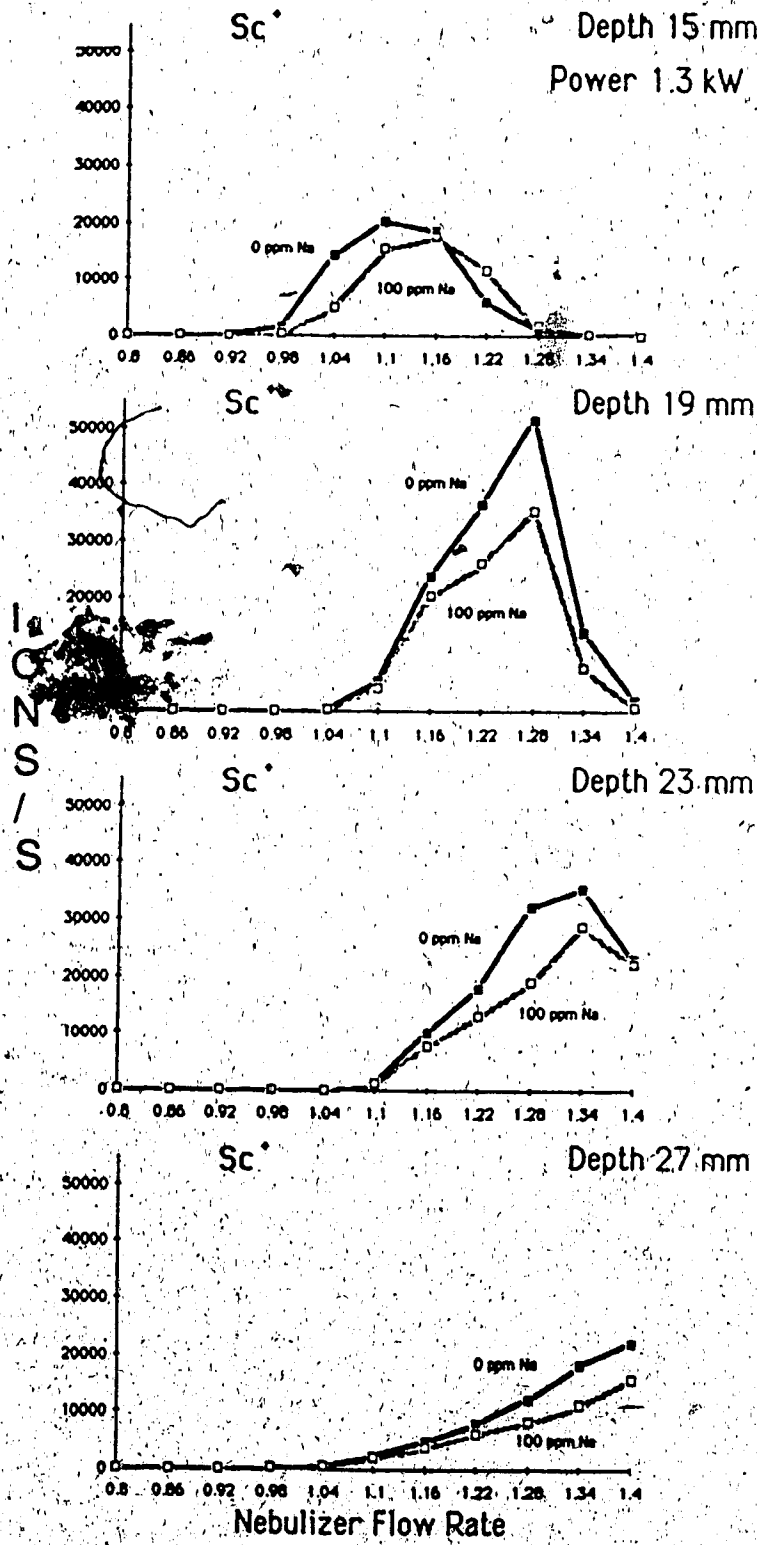 Sc+ Depth 15 mm
Power 1.3 kW
50000
40000
30000
20000
10000
0
0 ppm Na
100 ppm Na
0.8 0.86 0.92 0.98 1.04 1.1 1.16 1.22 1.28 1.34 1.4
Sc+ Depth 19 mm
50000
40000
30000
20000
0 ppm Na
100 ppm Na
0.8 0.86 0.92 0.98 1.04 1.1 1.16 1.22 1.28 1.34 1.4
IONS/S
Sc+ Depth 23 mm
50000
40000
30000
20000
10000
0
0 ppm Na
100 ppm Na
0.8 0.86 0.92 0.98 1.04 1.1 1.16 1.22 1.28 1.34 1.4
Sc+ Depth 27 mm
50000
40000
30000
20000
10000
0
0 ppm Na
100 ppm Na
0.8 0.86 0.92 0.98 1.04 1.1 1.16 1.22 1.28 1.34 1.4
Nebulizer Flow Rate